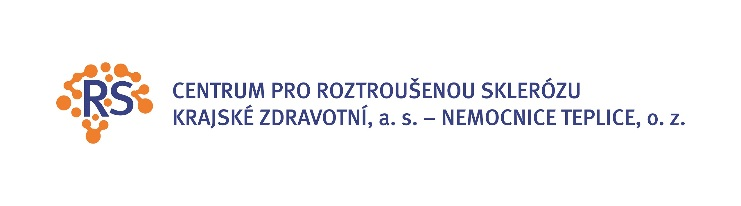 RS
CENTRUM PRO ROZTROUŠENOU SKLERÓZU
KRAJSKÉ ZDRAVOTNÍ, a. s. – NEMOCNICE TEPLICE, o. z.